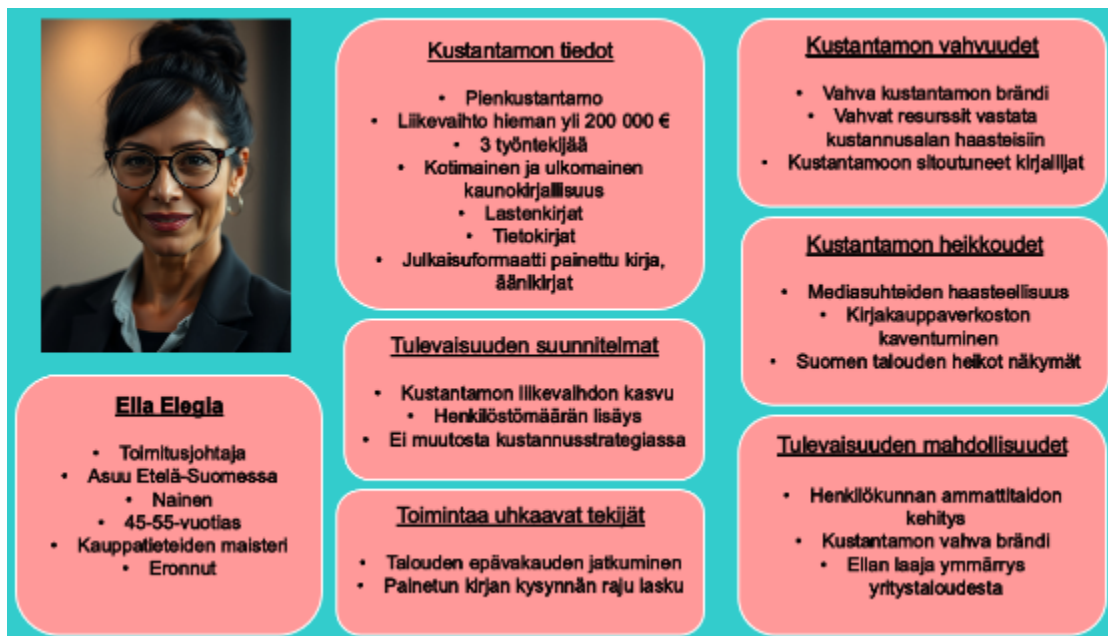 Kustantamon tiedot
• Pienkustantamo
• Liikevaihto hieman yli 200 000 €
• 3 työntekijää
• Kotimainen ja ulkomainen
kaunokirjallisuus
• Lastenkirjat
• Tietokirjat
• Julkaisuformaatti painettu kirja,
äänikirjat
Kustantamon vahvuudet
• Vahva kustantamon brändi
• Vahvat resurssit vastata
kustannusalan haasteisiin
• Kustantamoon sitoutuneet kirjailijat
Kustantamon heikkoudet
• Mediasuhteiden haasteellisuus
• Kirjakauppaverkoston
kaventuminen
• Suomen talouden heikot näkymät
Tulevaisuuden suunnitelmat
• Kustantamon liikevaihdon kasvu
• Henkilöstömäärän lisäys
• Ei muutosta kustannusstrategiassa
Ella Elegia
• Toimitusjohtaja
• Asuu Etelä-Suomessa
• Nainen
• 45-55-vuotias
• Kauppatieteiden maisteri
• Eronnut
Toimintaa uhkaavat tekijät
• Talouden epävakauden jatkuminen
• Painetun kirjan kysynnän raju lasku
Tulevaisuuden mahdollisuudet
• Henkilökunnan ammattitaidon
kehitys
• Kustantamon vahva brändi
• Ellan laaja ymmärrys
yritystaloudesta